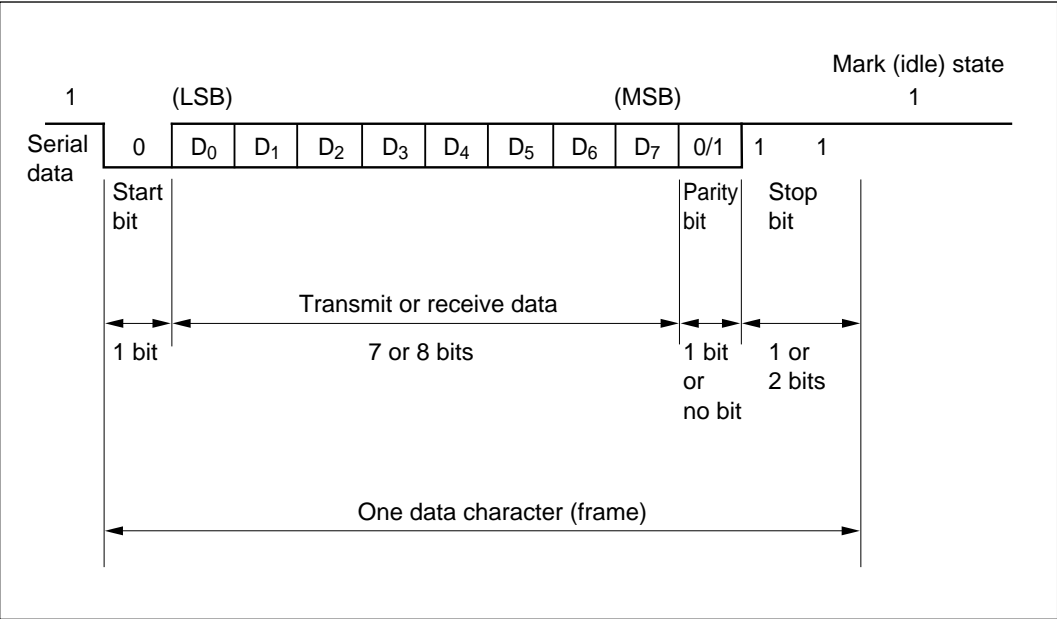 Mark (idle) state
1 (LSB) (MSB) 1
Serial data 0 D₀ D₁ D₂ D₃ D₄ D₅ D₆ D₇ 0/1 1 1
Start bit
Parity bit
Stop bit
Transmit or receive data
1 bit
7 or 8 bits
1 bit or no bit
1 or 2 bits
One data character (frame)